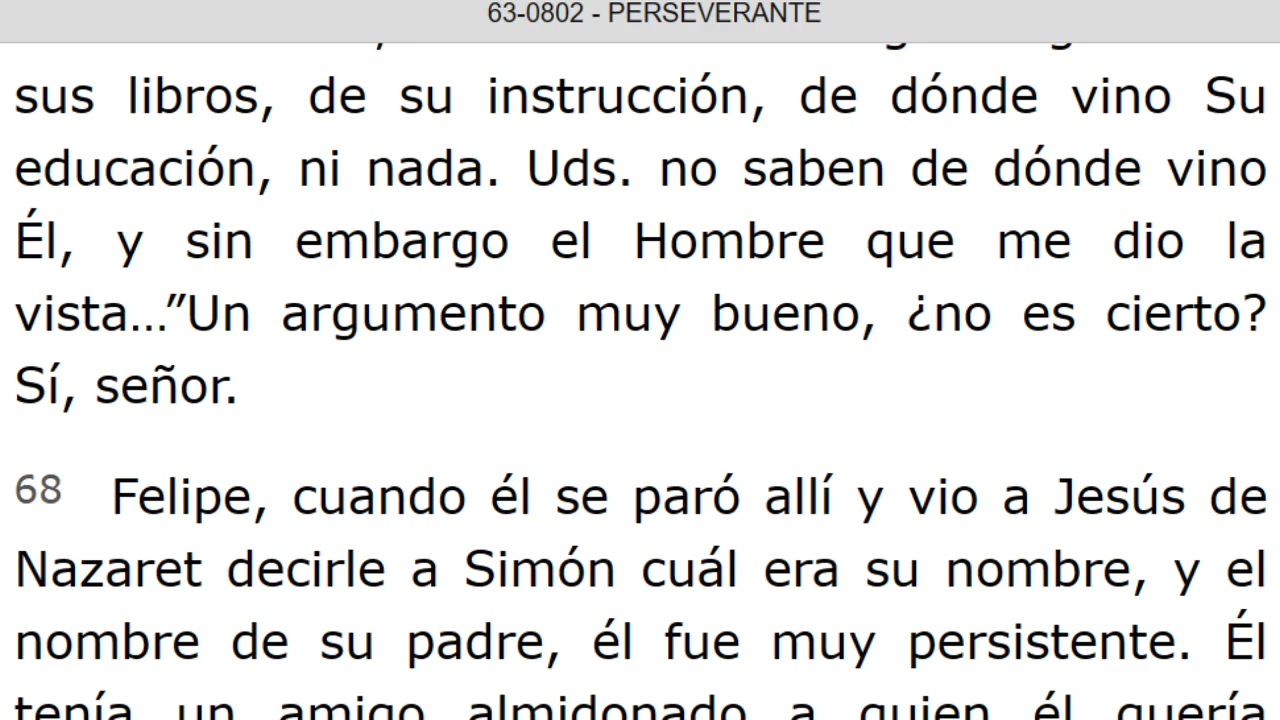 63-0802 - PERSEVERANTE
sus libros, de su instrucción, de dónde vino Su
educación, ni nada. Uds. no saben de dónde vino
Él, y sin embargo el Hombre que me dio la
vista...”Un argumento muy bueno, ¿no es cierto?
Sí, señor.
68 Felipe, cuando él se paró allí y vio a Jesús de
Nazaret decirle a Simón cuál era su nombre, y el
nombre de su padre, él fue muy persistente. Él
tenía un amigo almidonado a quien él quería